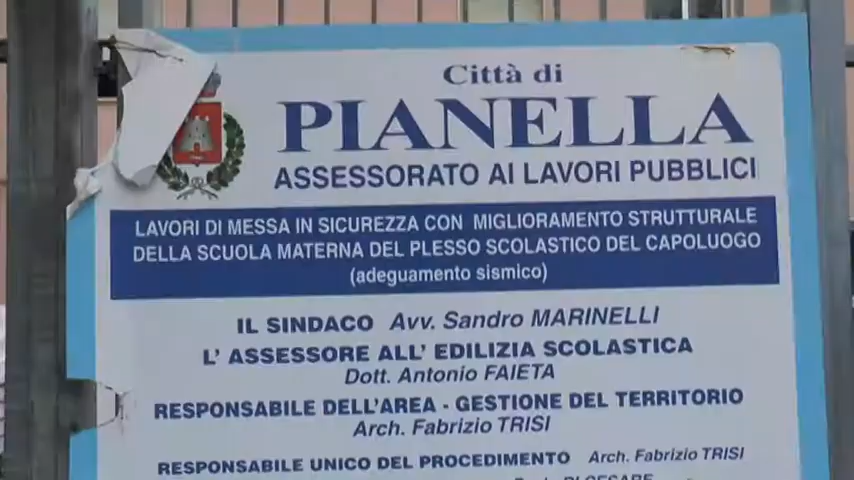 Città di
PIANELLA
ASSESSORATO AI LAVORI PUBBLICI
LAVORI DI MESSA IN SICUREZZA CON MIGLIORAMENTO STRUTTURALE
DELLA SCUOLA MATERNA DEL PLESSO SCOLASTICO DEL CAPOLUOGO
(adeguamento sismico)
IL SINDACO Avv. Sandro MARINELLI
L' ASSESSORE ALL' EDILIZIA SCOLASTICA
Dott. Antonio FAIETA
RESPONSABILE DELL'AREA - GESTIONE DEL TERRITORIO
Arch. Fabrizio TRISI
RESPONSABILE UNICO DEL PROCEDIMENTO Arch. Fabrizio TRISI